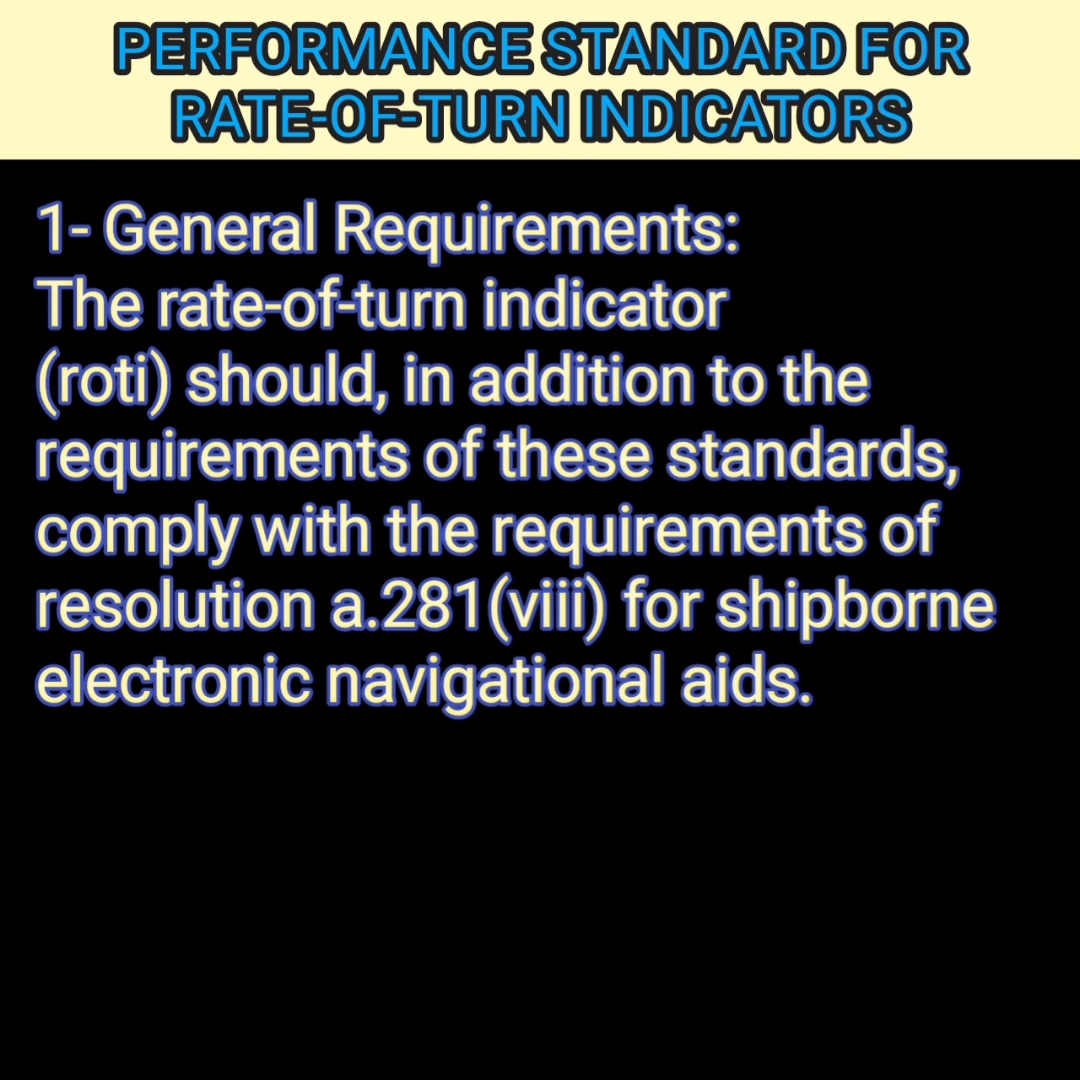 PERFORMANCE STANDARD FOR
RATE-OF-TURN INDICATORS
1- General Requirements:
The rate-of-turn indicator
(roti) should, in addition to the
requirements of these standards,
comply with the requirements of
resolution a.281(viii) for shipborne
electronic navigational aids.